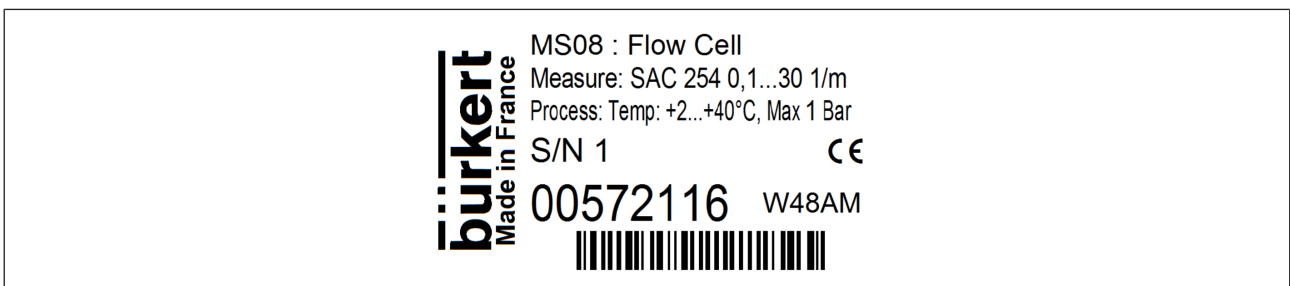 bürkert
Made in France
MS08 : Flow Cell
Measure: SAC 254 0,1...30 1/m
Process: Temp: +2...+40°C, Max 1 Bar
S/N 1 CE
00572116 W48AM